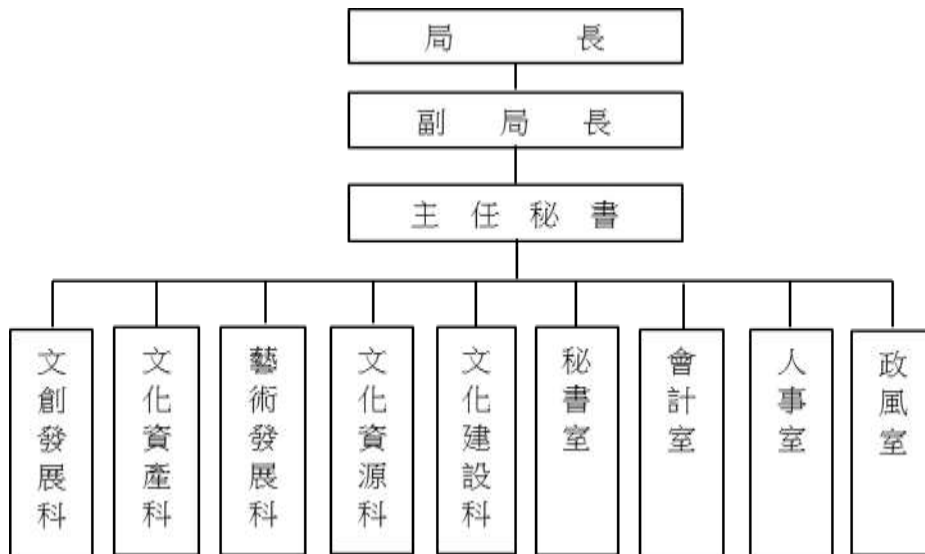 局長
副局長
主任秘書
文創發展科
文化資產科
藝術發展科
文化資源科
文化建設科
秘書室
會計室
人事室
政風室